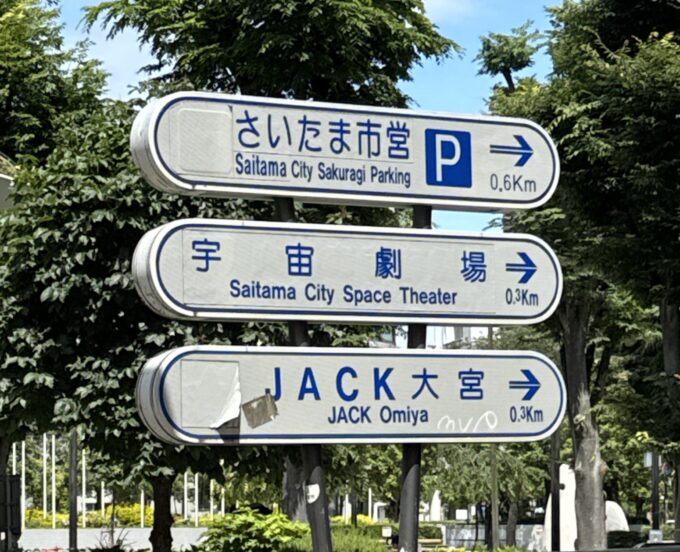 さいたま市営 P →
Saitama City Sakuragi Parking
0.6Km
宇宙劇場 →
Saitama City Space Theater
0.3Km
JACK大宮 →
JACK Omiya
0.3Km